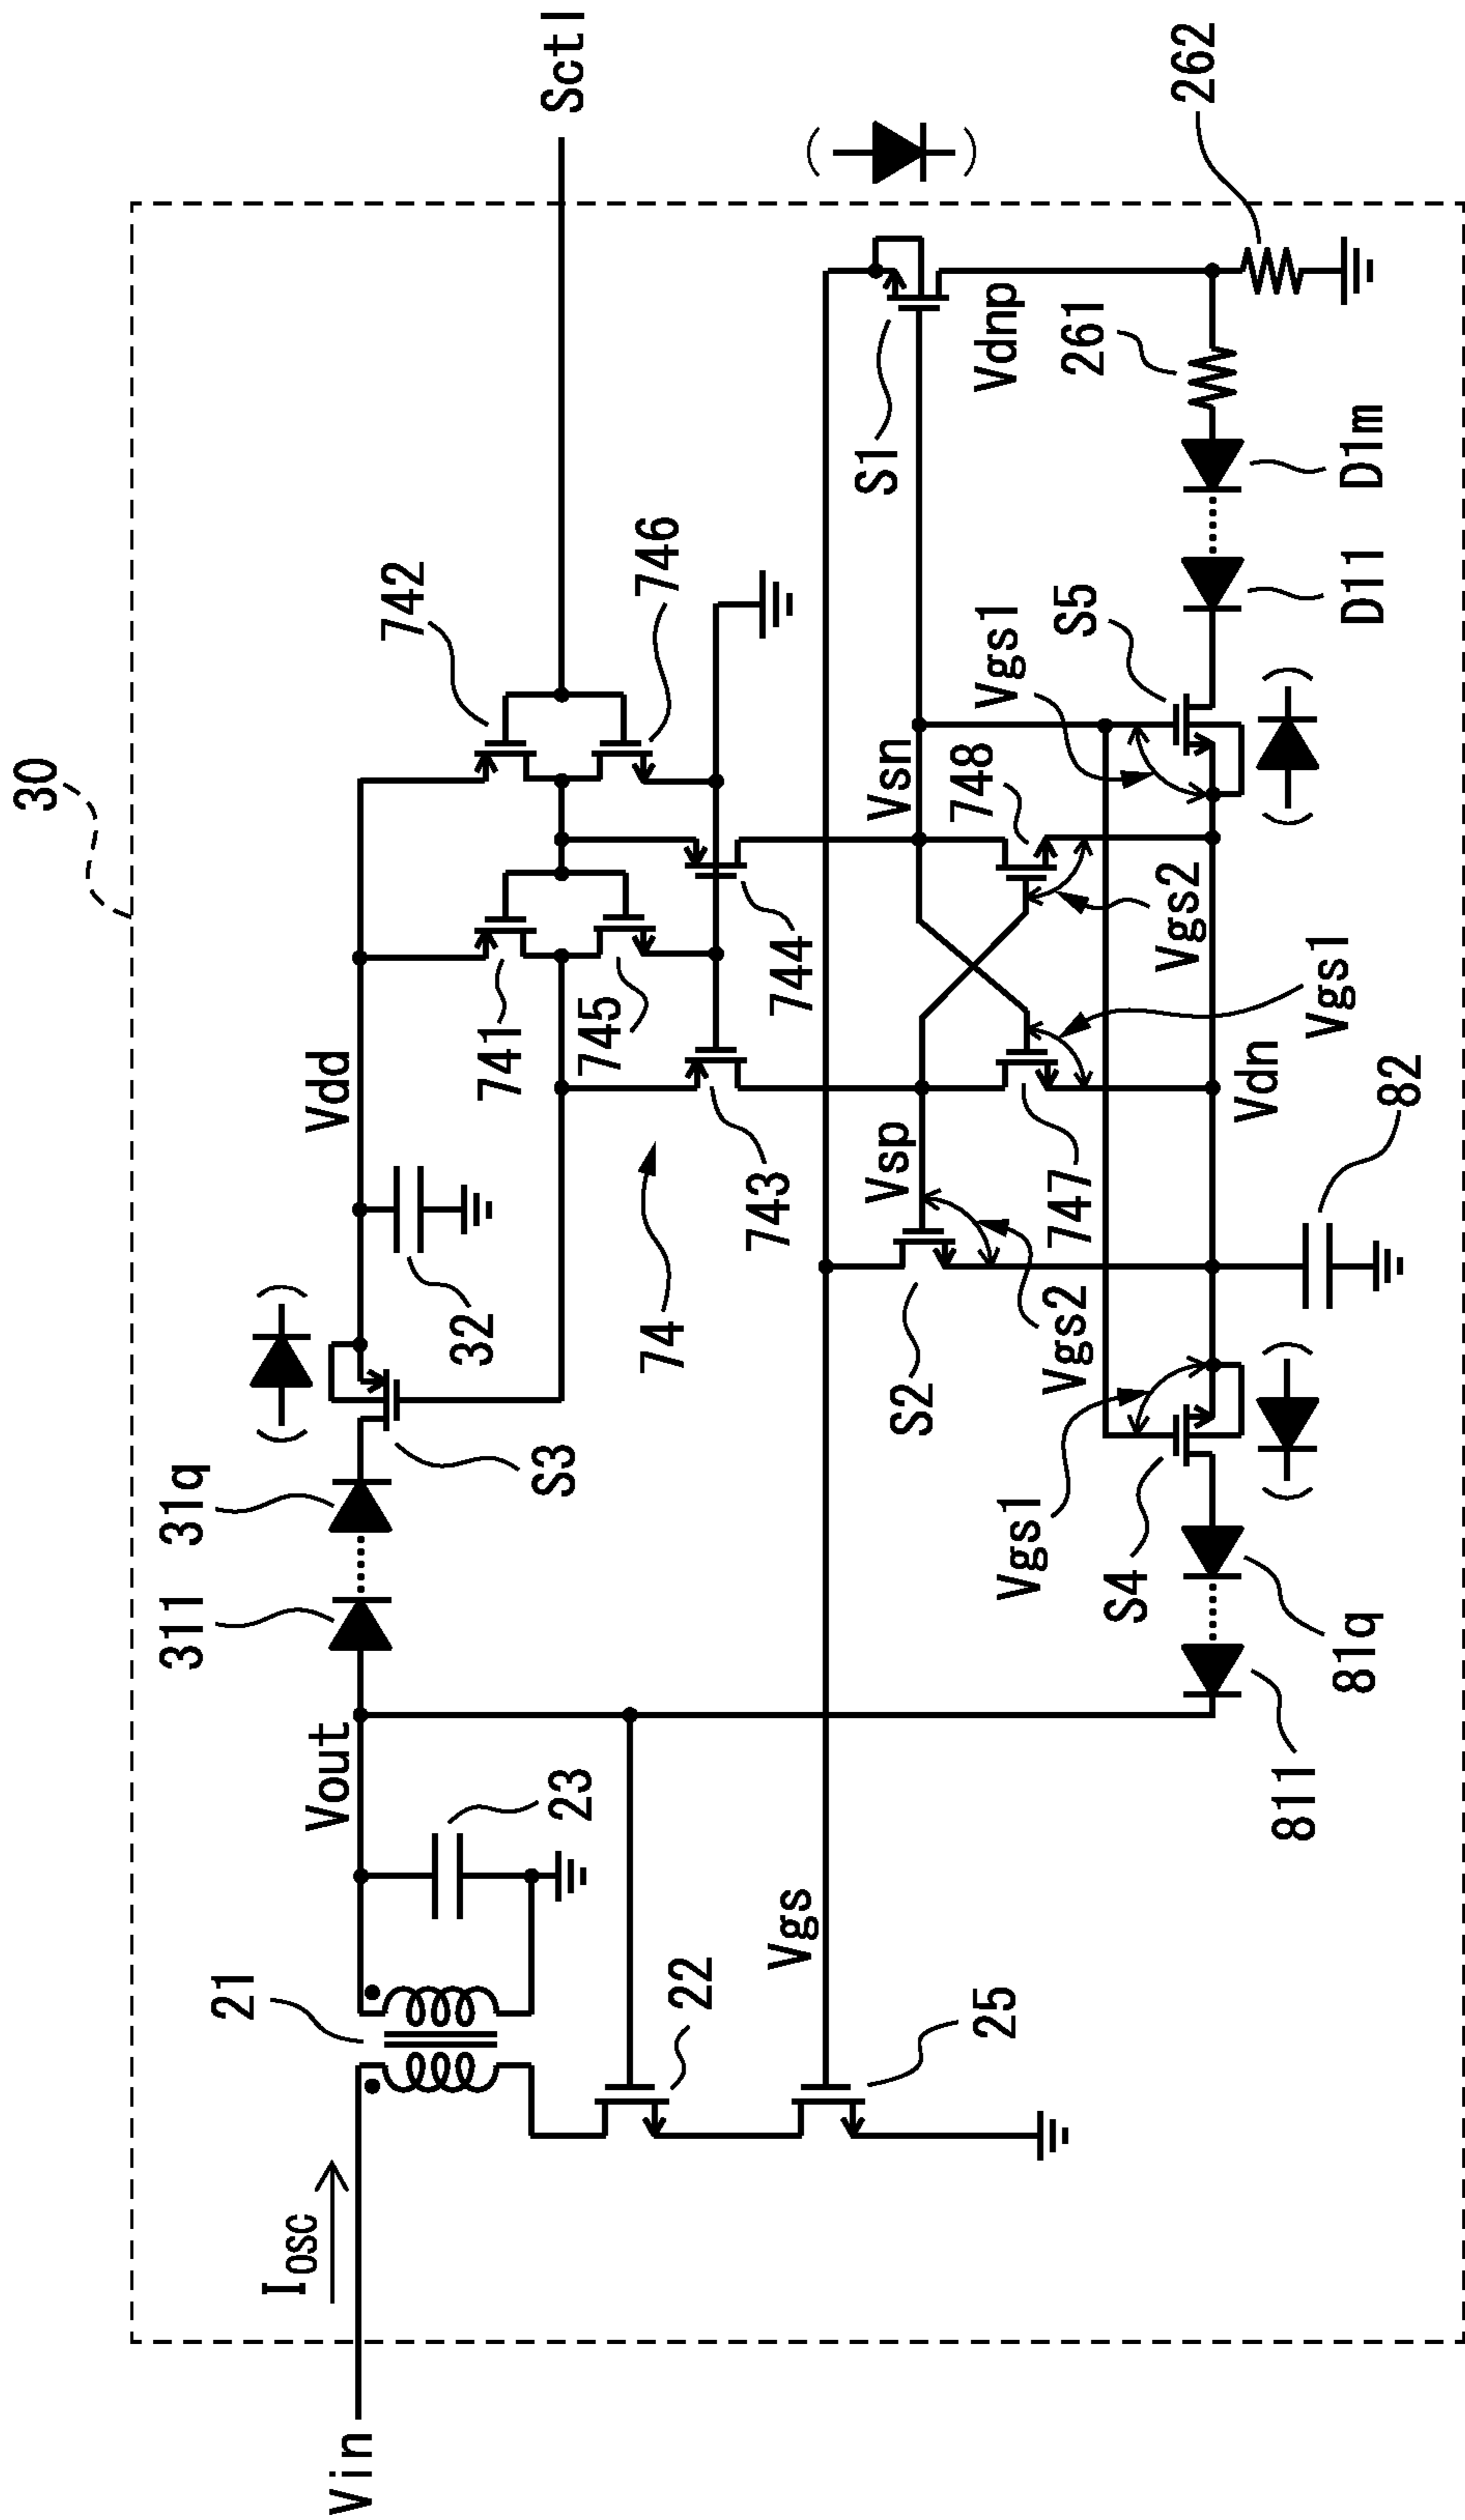 30
Vin
Iosc
21
Vout
23
22
25
Vgs
311
31q
S3
32
Vdd
74
741
742
743
744
745
746
Sctl
S2
Vsp
Vgs2
747
Vsn
748
Vgs2
Vgs1
Vgs1
S1
Vdnp
Vgs1
S4
S5
811
81q
82
Vdn
D11
D1m
261
262